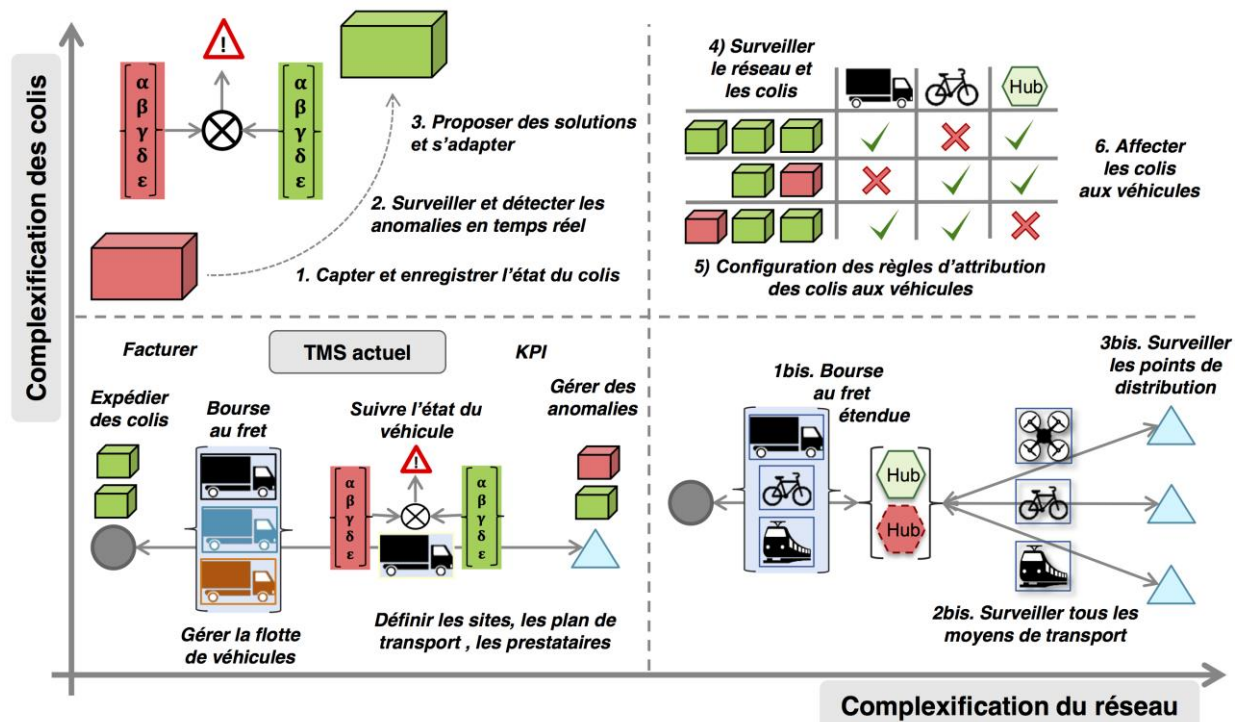 Complexification des colis
!
α
β
γ
δ
ε
α
β
γ
δ
ε
3. Proposer des solutions
et s'adapter
2. Surveiller et détecter les
anomalies en temps réel
1. Capter et enregistrer l'état du colis
4) Surveiller
le réseau et
les colis
Hub
6. Affecter
les colis
aux véhicules
5) Configuration des règles d'attribution
des colis aux véhicules
Facturer
TMS actuel
KPI
Expédier
des colis
Bourse
au fret
Suivre l'état du
véhicule
Gérer des
anomalies
!
α
β
γ
δ
ε
α
β
γ
δ
ε
Gérer la flotte
de véhicules
Définir les sites, les plan de
transport , les prestataires
1bis. Bourse
au fret
étendue
3bis. Surveiller
les points de
distribution
Hub
Hub
2bis. Surveiller tous les
moyens de transport
Complexification du réseau